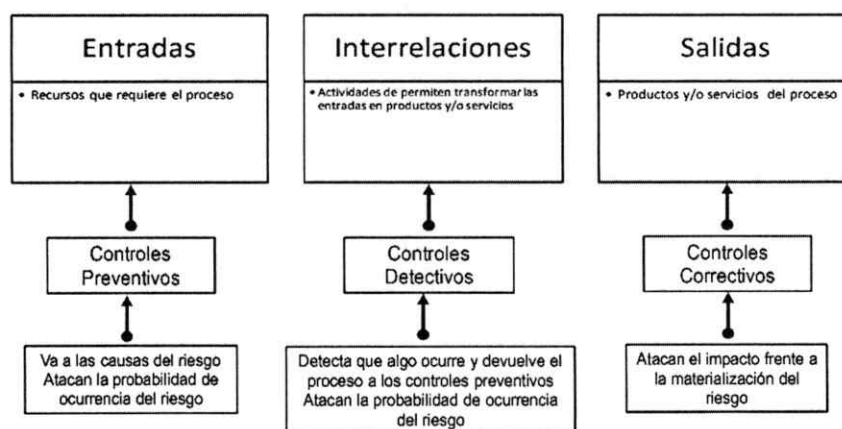 Entradas
• Recursos que requiere el proceso
Interrelaciones
• Actividades de permiten transformar las
entradas en productos y/o servicios
Salidas
• Productos y/o servicios del proceso
Controles
Preventivos
Controles
Detectivos
Controles
Correctivos
Va a las causas del riesgo
Atacan la probabilidad de
ocurrencia del riesgo
Detecta que algo ocurre y devuelve el
proceso a los controles preventivos
Atacan la probabilidad de ocurrencia
del riesgo
Atacan el impacto frente a
la materialización del
riesgo